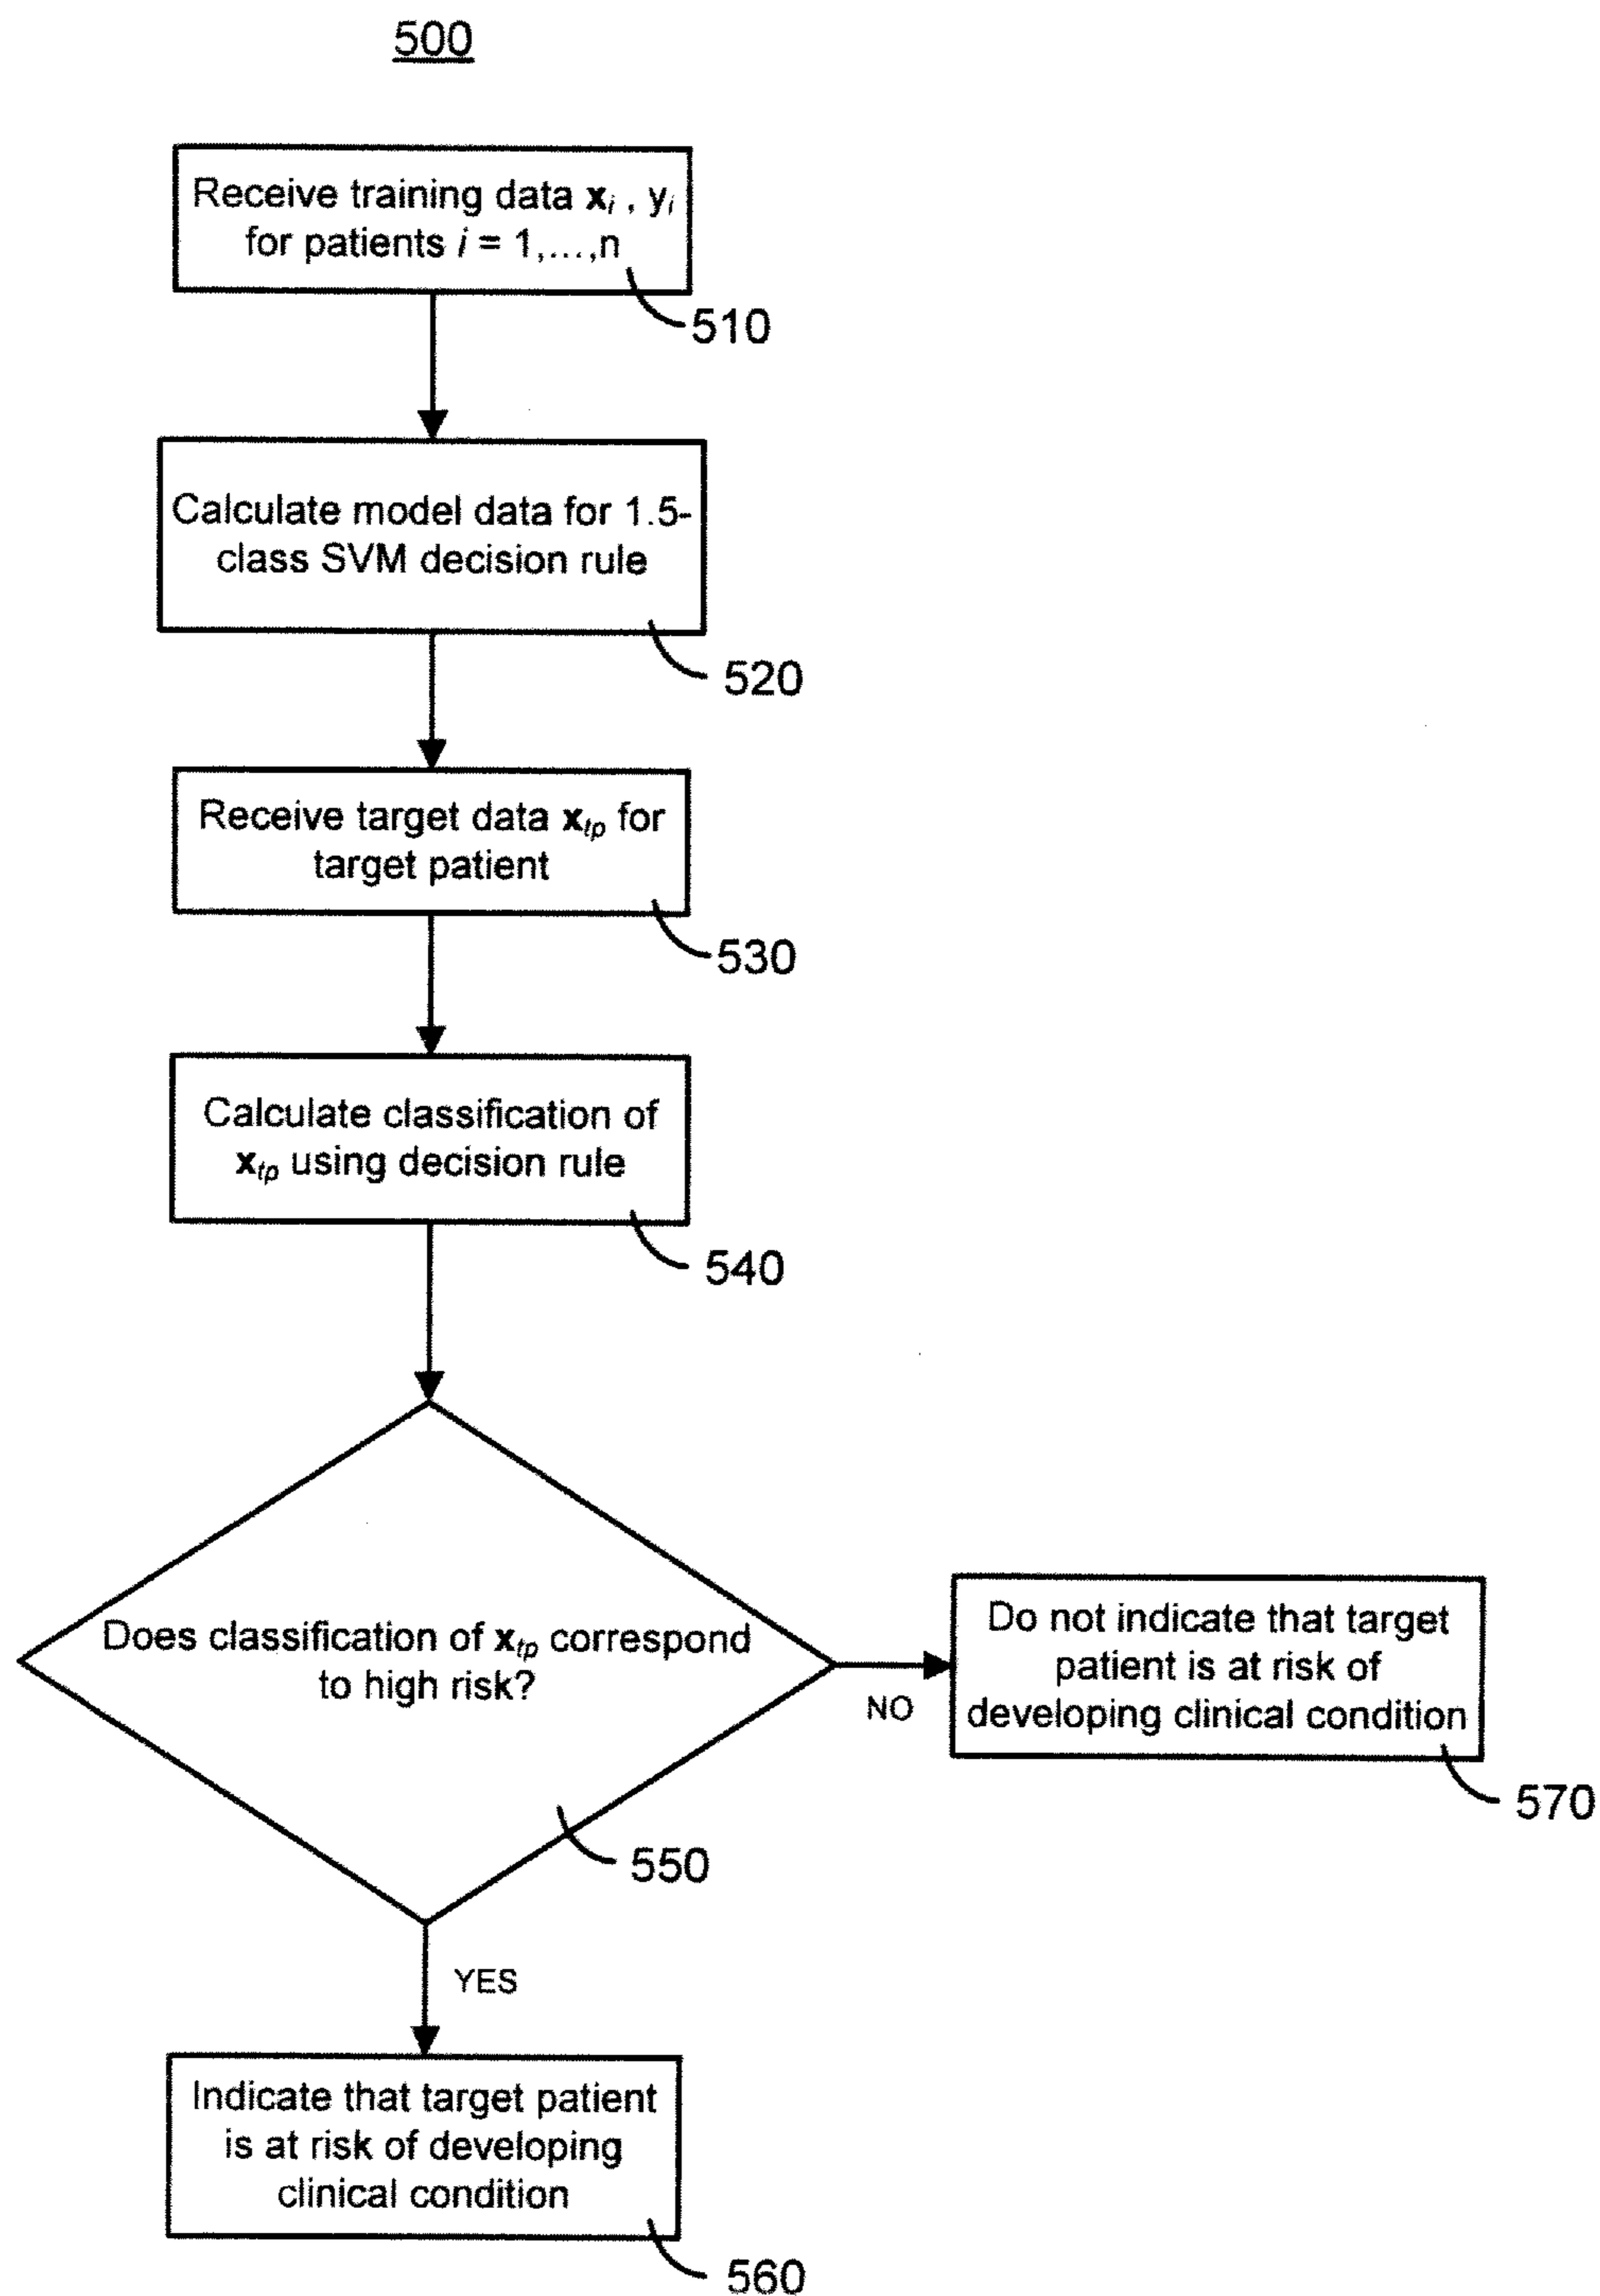 500
Receive training data xi , yi
for patients i = 1,...,n
510
Calculate model data for 1.5-
class SVM decision rule
520
Receive target data xtp for
target patient
530
Calculate classification of
xtp using decision rule
540
Does classification of xtp correspond
to high risk?
550
NO
Do not indicate that target
patient is at risk of
developing clinical condition
570
YES
Indicate that target patient
is at risk of developing
clinical condition
560